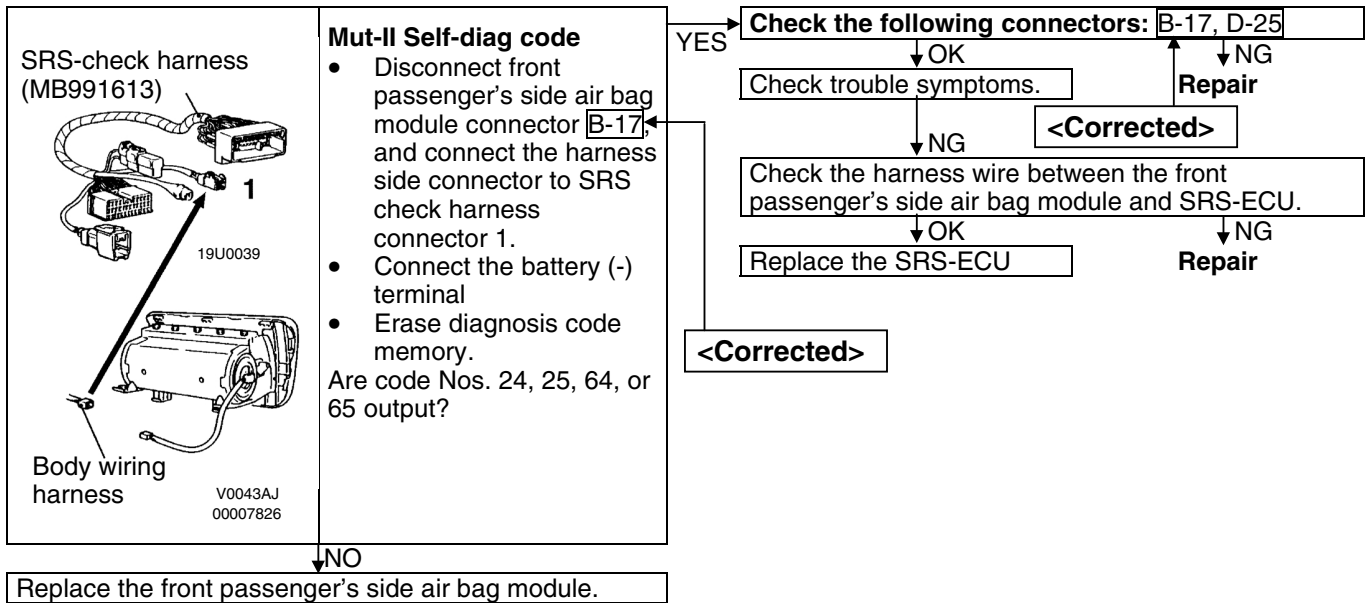 SRS-check harness
(MB991613)
1
19U0039
Body wiring
harness
V0043AJ
00007826
Mut-II Self-diag code
• Disconnect front
passenger's side air bag
module connector B-17,
and connect the harness
side connector to SRS
check harness
connector 1.
• Connect the battery (-)
terminal
• Erase diagnosis code
memory.
Are code Nos. 24, 25, 64, or
65 output?
YES
Check the following connectors: B-17, D-25
OK
NG
Check trouble symptoms.
Repair
<Corrected>
NG
Check the harness wire between the front
passenger's side air bag module and SRS-ECU.
OK
NG
Replace the SRS-ECU
Repair
<Corrected>
NO
Replace the front passenger's side air bag module.